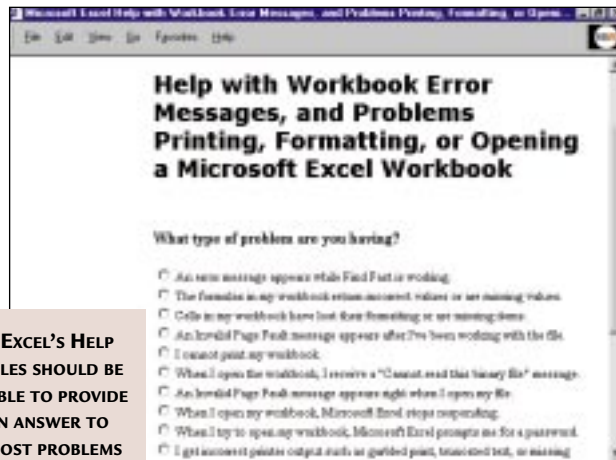 Microsoft Excel Help with Workbook Error Messages, and Problems Printing, Formatting, or Openi
File Edit View Go Favorites Help
Help with Workbook Error
Messages, and Problems
Printing, Formatting, or Opening
a Microsoft Excel Workbook
What type of problem are you having?
An error message appears while Find Fast is working.
The formulas in my workbook return incorrect values or are missing values.
Cells in my workbook have lost their formatting or are missing items.
An Invalid Page Fault message appears after I've been working with the file.
I cannot print my workbook.
When I open the workbook, I receive a "Cannot read this binary file" message.
An Invalid Page Fault message appears right when I open my file.
When I open my workbook, Microsoft Excel stops responding.
When I try to open my workbook, Microsoft Excel prompts me for a password.
I get incorrect printer output such as garbled print, truncated text, or missing
EXCEL'S HELP
LES SHOULD BE
BLE TO PROVIDE
N ANSWER TO
OST PROBLEMS